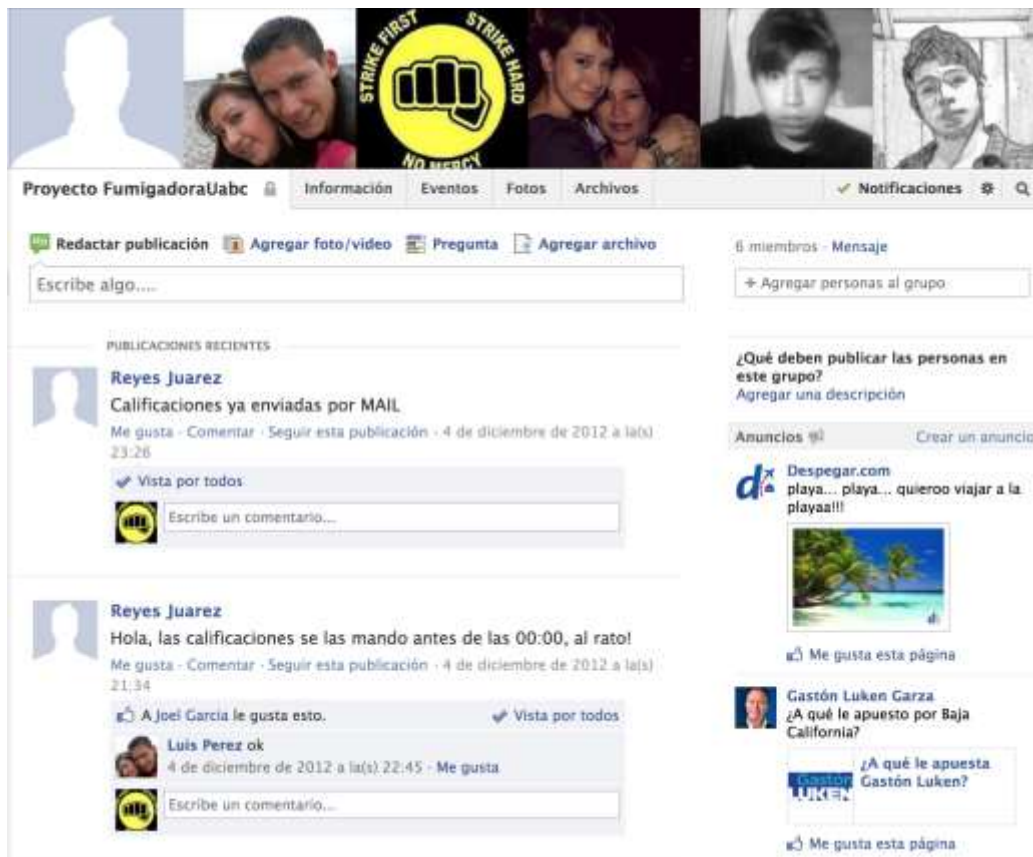 STRIKE FIRST
STRIKE HARD
NO MERCY
Proyecto FumigadoraUabc
Información
Eventos
Fotos
Archivos
Notificaciones
Redactar publicación
Agregar foto/video
Pregunta
Agregar archivo
Escribe algo....
6 miembros · Mensaje
+ Agregar personas al grupo
PUBLICACIONES RECIENTES
Reyes Juarez
Calificaciones ya enviadas por MAIL
Me gusta · Comentar · Seguir esta publicación · 4 de diciembre de 2012 a la(s)
23:26
Vista por todos
Escribe un comentario...
Reyes Juarez
Hola, las calificaciones se las mando antes de las 00:00, al rato!
Me gusta · Comentar · Seguir esta publicación · 4 de diciembre de 2012 a la(s)
21:34
A Joel Garcia le gusta esto.
Vista por todos
Luis Perez ok
4 de diciembre de 2012 a la(s) 22:45 · Me gusta
Escribe un comentario...
¿Qué deben publicar las personas en
este grupo?
Agregar una descripción
Anuncios
Crear un anuncio
Despegar.com
playa... playa... quieroo viajar a la
playaa!!!
Me gusta esta página
Gastón Luken Garza
¿A qué le apuesto por Baja
California?
Gastón
LUKEN
¿A qué le apuesta
Gastón Luken?
Me gusta esta página